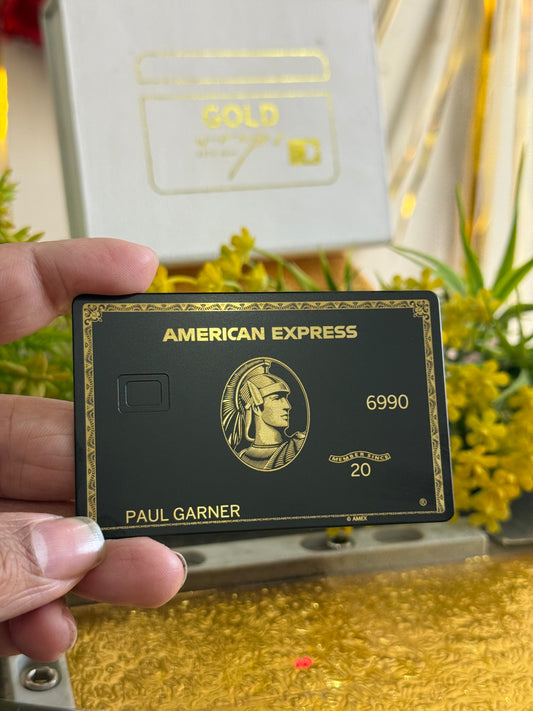 GOLD
AMERICAN EXPRESS
6990
MEMBER SINCE
20
PAUL GARNER
®
© AMEX